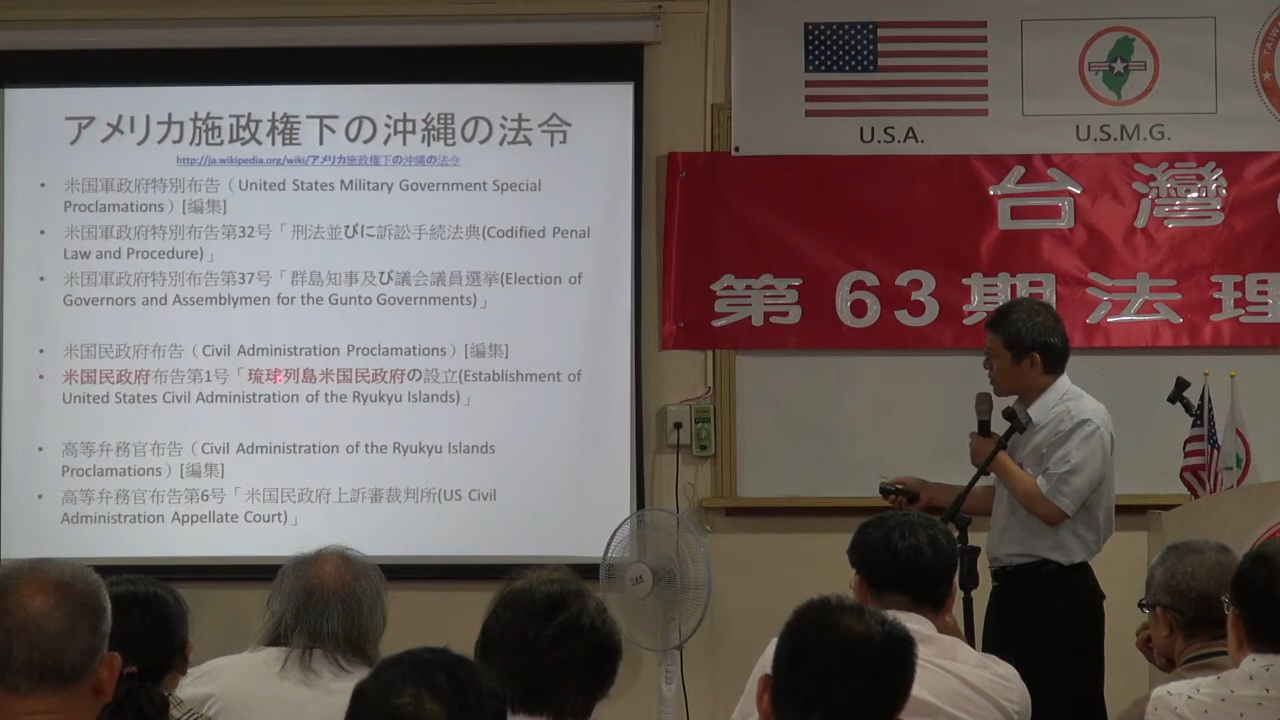 アメリカ施政権下の沖縄の法令
http://ja.wikipedia.org/wiki/アメリカ施政権下の沖縄の法令
• 米国軍政府特別布告（United States Military Government Special
Proclamations）[編集]
• 米国軍政府特別布告第32号「刑法並びに訴訟手続法典(Codified Penal
Law and Procedure)」
• 米国軍政府特別布告第37号「群島知事及び議会議員選挙(Election of
Governors and Assemblymen for the Gunto Governments)」
• 米国民政府布告（Civil Administration Proclamations）[編集]
• 米国民政府布告第1号「琉球列島米国民政府の設立(Establishment of
United States Civil Administration of the Ryukyu Islands)」
• 高等弁務官布告（Civil Administration of the Ryukyu Islands
Proclamations）[編集]
• 高等弁務官布告第6号「米国民政府上訴審裁判所(US Civil
Administration Appellate Court)」
U.S.A.
U.S.M.G.
台灣
第63期法理